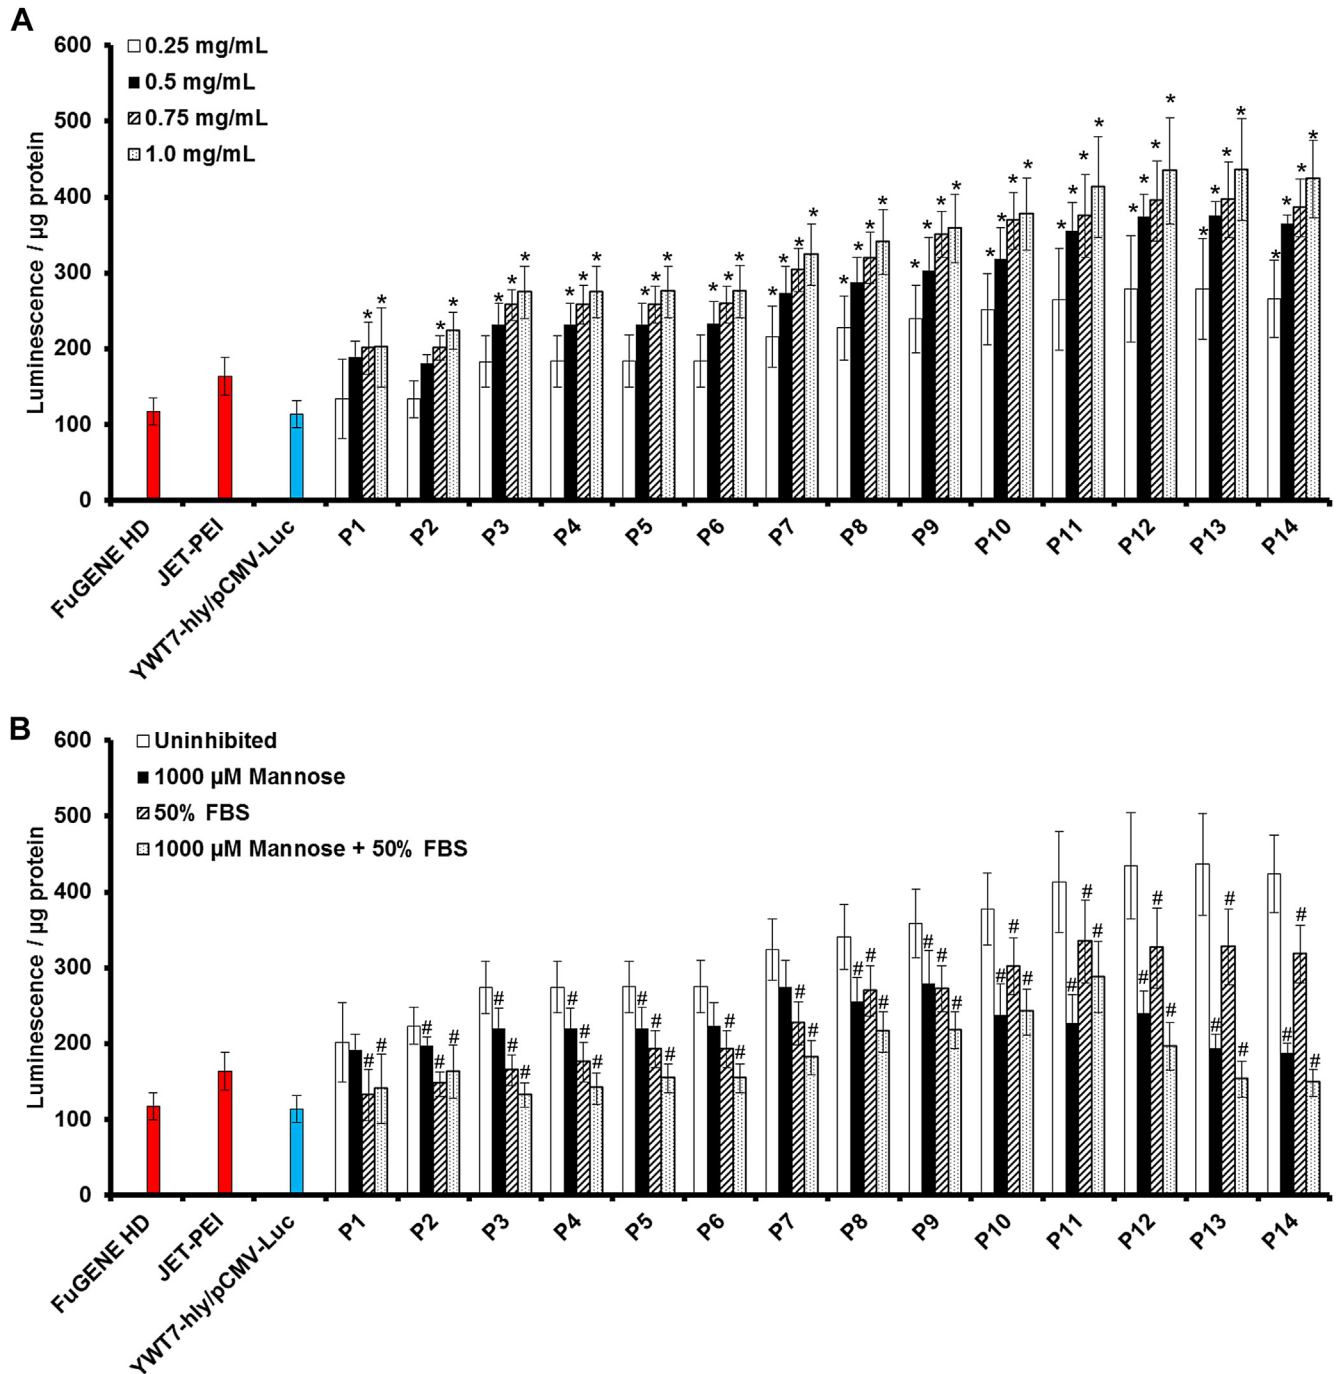 A
600
500
400
300
200
100
0
Luminescence / µg protein
0.25 mg/mL
0.5 mg/mL
0.75 mg/mL
1.0 mg/mL
* * * * * * * * * * * * * * * * * * * * * * * * * * * * * * * * * * * * * * * * * * * * * * * *
FuGENE HD
JET-PEI
YWT7-hly/pCMV-Luc
P1
P2
P3
P4
P5
P6
P7
P8
P9
P10
P11
P12
P13
P14
B
600
500
400
300
200
100
0
Luminescence / µg protein
Uninhibited
1000 µM Mannose
50% FBS
1000 µM Mannose + 50% FBS
# # # # # # # # # # # # # # # # # # # # # # # # # # # # # # # # # # # # # # #
FuGENE HD
JET-PEI
YWT7-hly/pCMV-Luc
P1
P2
P3
P4
P5
P6
P7
P8
P9
P10
P11
P12
P13
P14